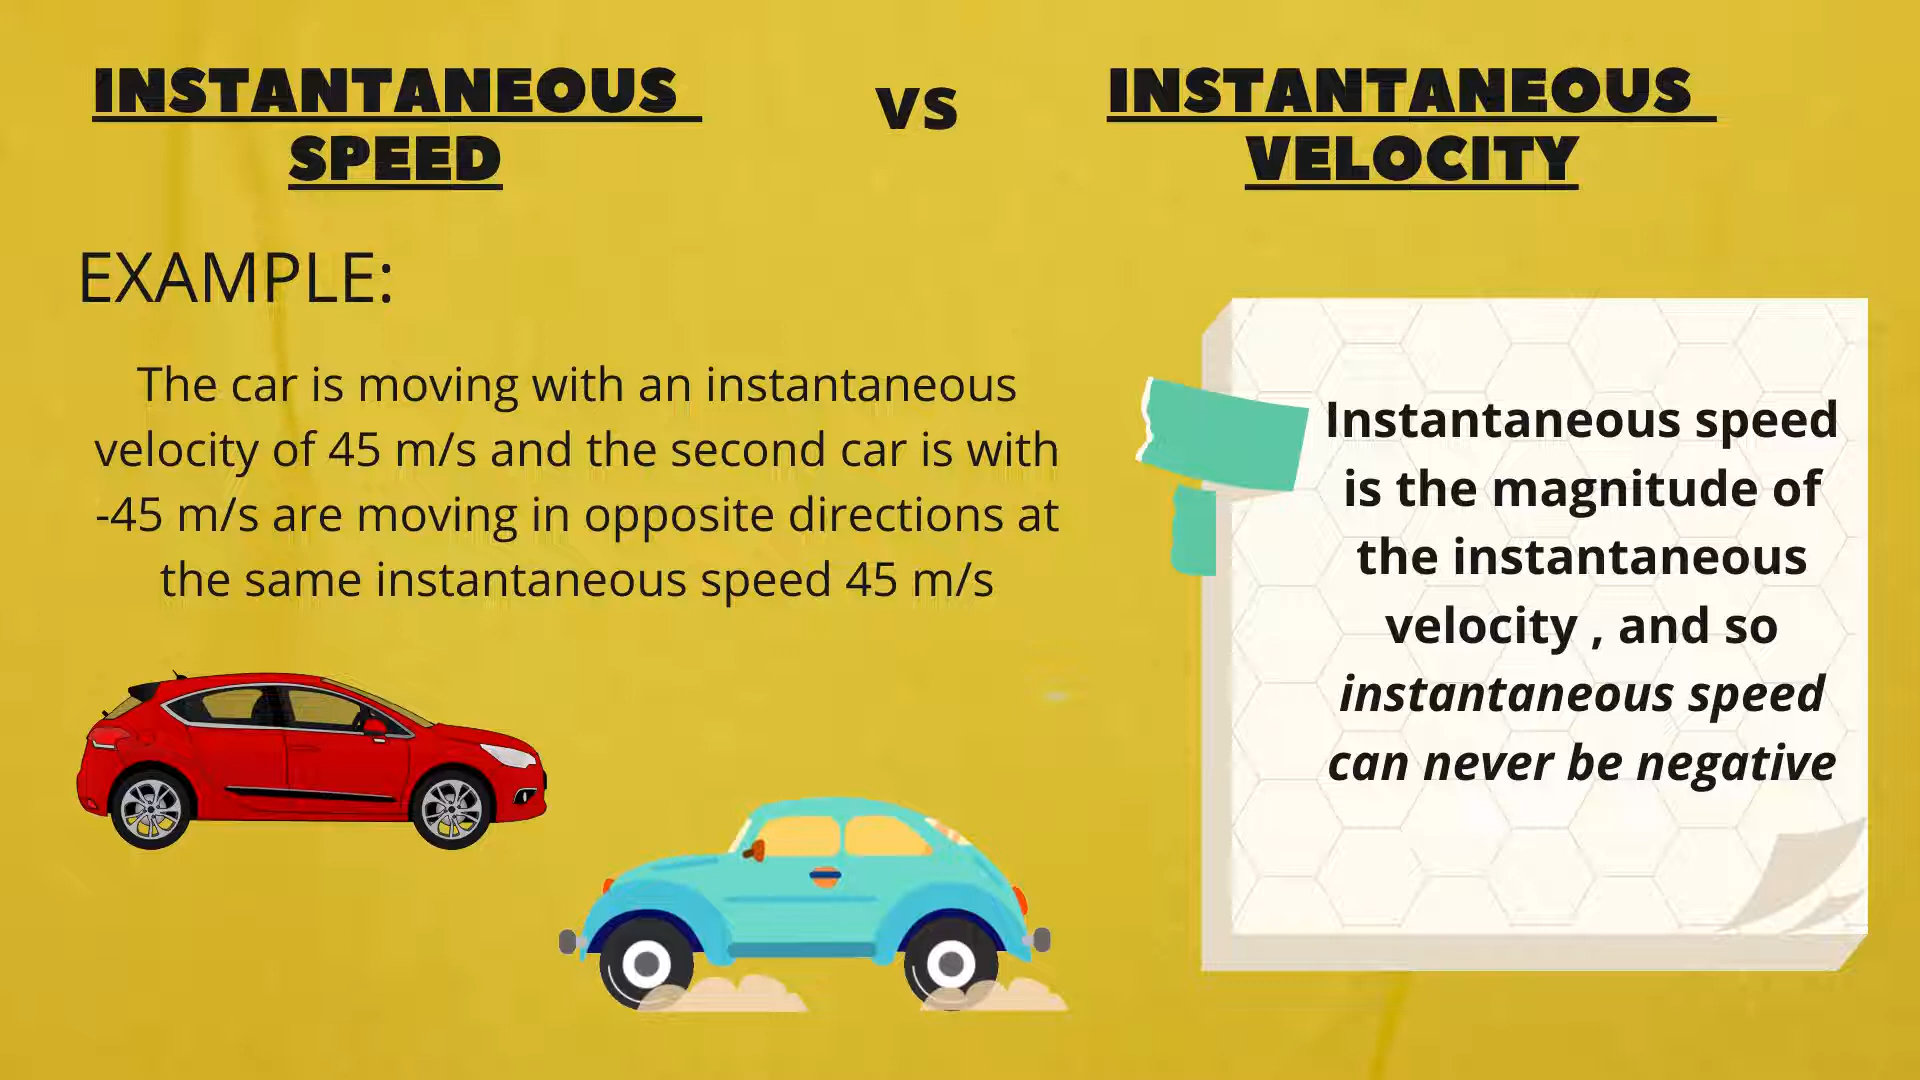 INSTANTANEOUS
SPEED
VS
INSTANTANEOUS
VELOCITY
EXAMPLE:
The car is moving with an instantaneous
velocity of 45 m/s and the second car is with
-45 m/s are moving in opposite directions at
the same instantaneous speed 45 m/s
Instantaneous speed
is the magnitude of
the instantaneous
velocity , and so
instantaneous speed
can never be negative